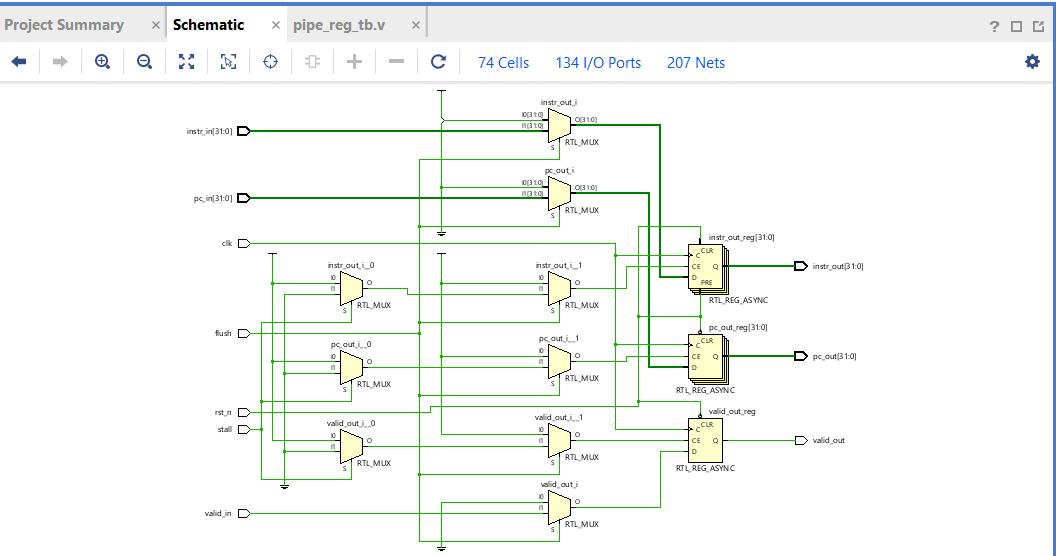 Project Summary × Schematic × pipe_reg_tb.v × ?
74 Cells 134 I/O Ports 207 Nets
instr_out_i
I0[31:0]
I1[31:0]
O[31:0]
S
RTL_MUX
instr_in[31:0]
pc_out_i
I0[31:0]
I1[31:0]
O[31:0]
S
RTL_MUX
pc_in[31:0]
clk
instr_out_reg[31:0]
CLR
C
CE
Q
D
PRE
RTL_REG_ASYNC
instr_out[31:0]
instr_out_i__0
I0
I1
O
S
RTL_MUX
instr_out_i__1
I0
I1
O
S
RTL_MUX
flush
pc_out_reg[31:0]
CLR
C
CE
Q
D
RTL_REG_ASYNC
pc_out[31:0]
pc_out_i__0
I0
I1
O
S
RTL_MUX
pc_out_i__1
I0
I1
O
S
RTL_MUX
rst_n
stall
valid_out_reg
CLR
C
CE
Q
D
RTL_REG_ASYNC
valid_out
valid_out_i__0
I0
I1
O
S
RTL_MUX
valid_out_i__1
I0
I1
O
S
RTL_MUX
valid_out_i
I0
I1
O
S
RTL_MUX
valid_in